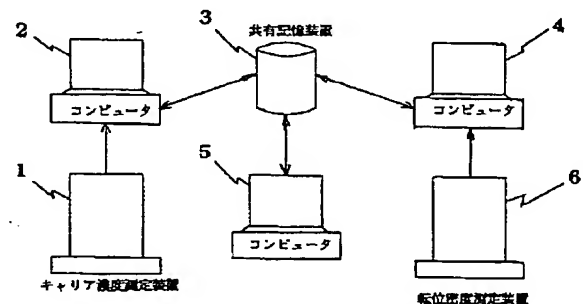 2
3
共有記憶装置
4
コンピュータ
コンピュータ
1
5
6
コンピュータ
キャリア濃度測定装置
転位密度測定装置